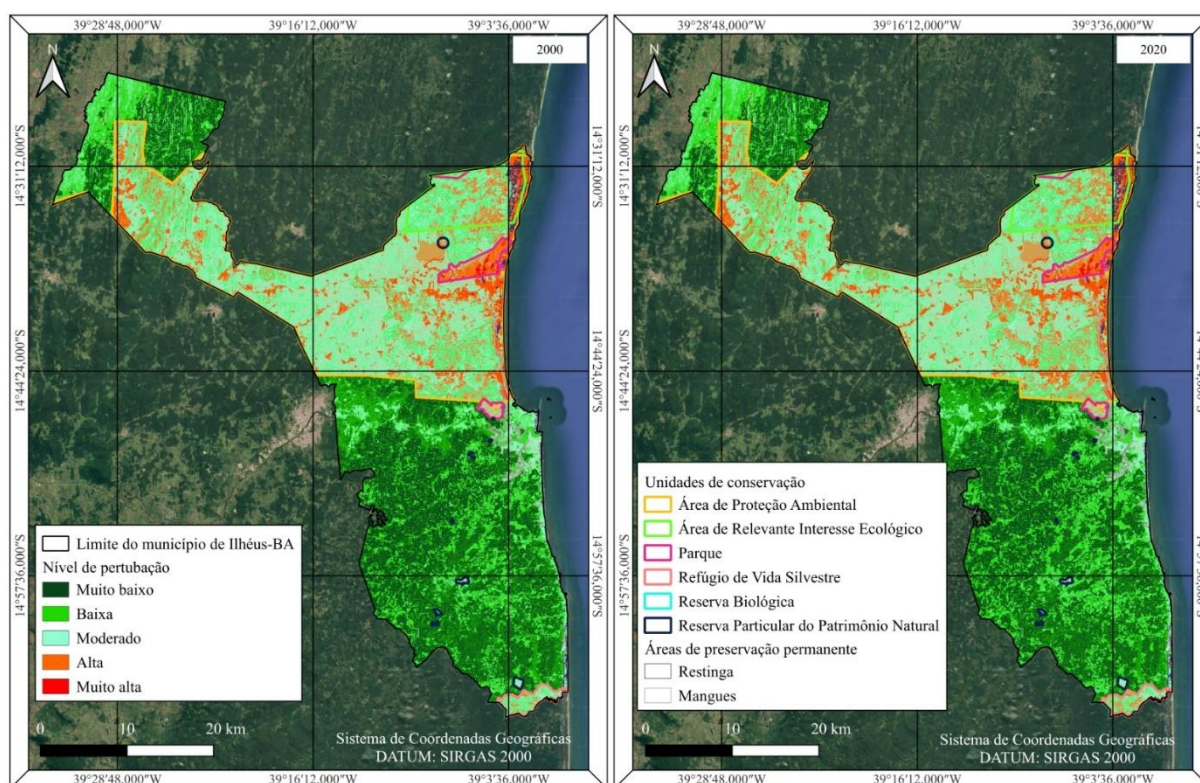 39°28'48,000"W 39°16'12,000"W 39°3'36,000"W
N
2000
14°31'12,000"S
14°44'24,000"S
14°57'36,000"S
Limite do município de Ilhéus-BA
Nível de pertubação
Muito baixo
Baixa
Moderado
Alta
Muito alta
0 10 20 km
Sistema de Coordenadas Geográficas
DATUM: SIRGAS 2000
39°28'48,000"W 39°16'12,000"W 39°3'36,000"W
39°28'48,000"W 39°16'12,000"W 39°3'36,000"W
N
2020
14°31'12,000"S
14°44'24,000"S
14°57'36,000"S
Unidades de conservação
Área de Proteção Ambiental
Área de Relevante Interesse Ecológico
Parque
Refúgio de Vida Silvestre
Reserva Biológica
Reserva Particular do Patrimônio Natural
Áreas de preservação permanente
Restinga
Mangues
0 10 20 km
Sistema de Coordenadas Geográficas
DATUM: SIRGAS 2000
39°28'48,000"W 39°16'12,000"W 39°3'36,000"W